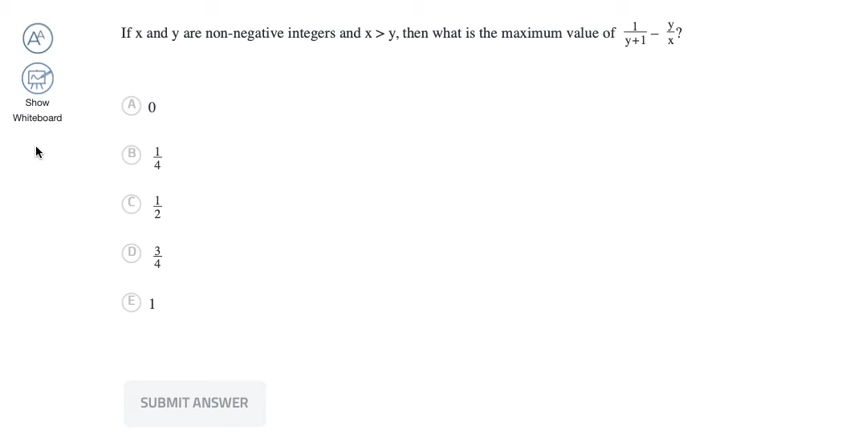 AA
Show
Whiteboard
If x and y are non-negative integers and x > y, then what is the maximum value of 1/(y+1) − y/x?
A 0
B 1/4
C 1/2
D 3/4
E 1
SUBMIT ANSWER